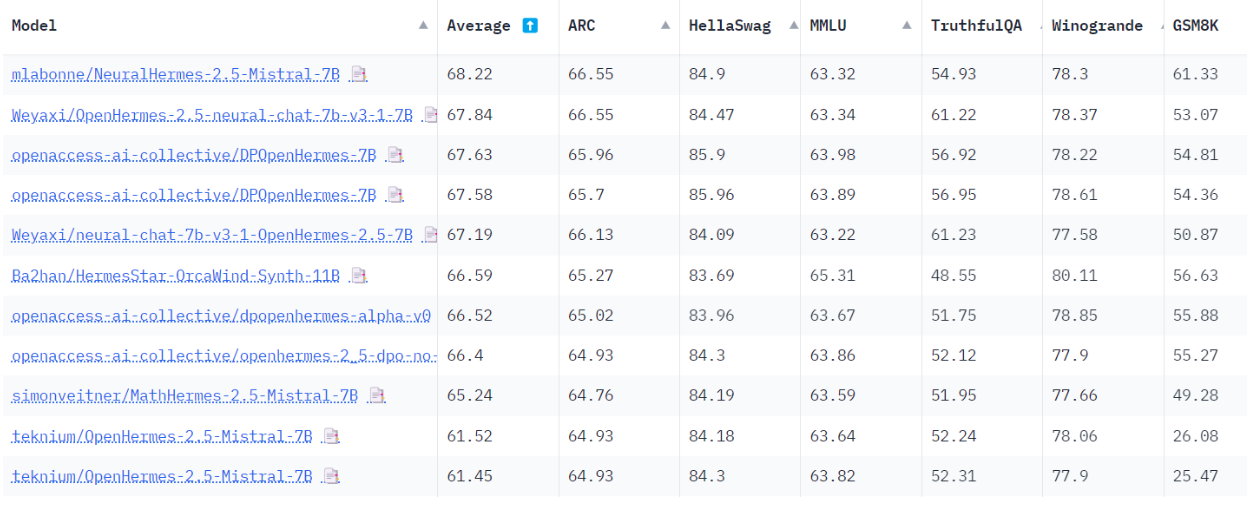 Model Average ARC HellaSwag MMLU TruthfulQA Winogrande GSM8K
mlabonne/NeuralHermes-2.5-Mistral-7B 68.22 66.55 84.9 63.32 54.93 78.3 61.33
Weyaxi/OpenHermes-2.5-neural-chat-7b-v3-1-7B 67.84 66.55 84.47 63.34 61.22 78.37 53.07
openaccess-ai-collective/DPOpenHermes-7B 67.63 65.96 85.9 63.98 56.92 78.22 54.81
openaccess-ai-collective/DPOpenHermes-7B 67.58 65.7 85.96 63.89 56.95 78.61 54.36
Weyaxi/neural-chat-7b-v3-1-OpenHermes-2.5-7B 67.19 66.13 84.09 63.22 61.23 77.58 50.87
Ba2han/HermesStar-OrcaWind-Synth-11B 66.59 65.27 83.69 65.31 48.55 80.11 56.63
openaccess-ai-collective/dpopenhermes-alpha-v0 66.52 65.02 83.96 63.67 51.75 78.85 55.88
openaccess-ai-collective/openhermes-2_5-dpo-no- 66.4 64.93 84.3 63.86 52.12 77.9 55.27
simonveitner/MathHermes-2.5-Mistral-7B 65.24 64.76 84.19 63.59 51.95 77.66 49.28
teknium/OpenHermes-2.5-Mistral-7B 61.52 64.93 84.18 63.64 52.24 78.06 26.08
teknium/OpenHermes-2.5-Mistral-7B 61.45 64.93 84.3 63.82 52.31 77.9 25.47